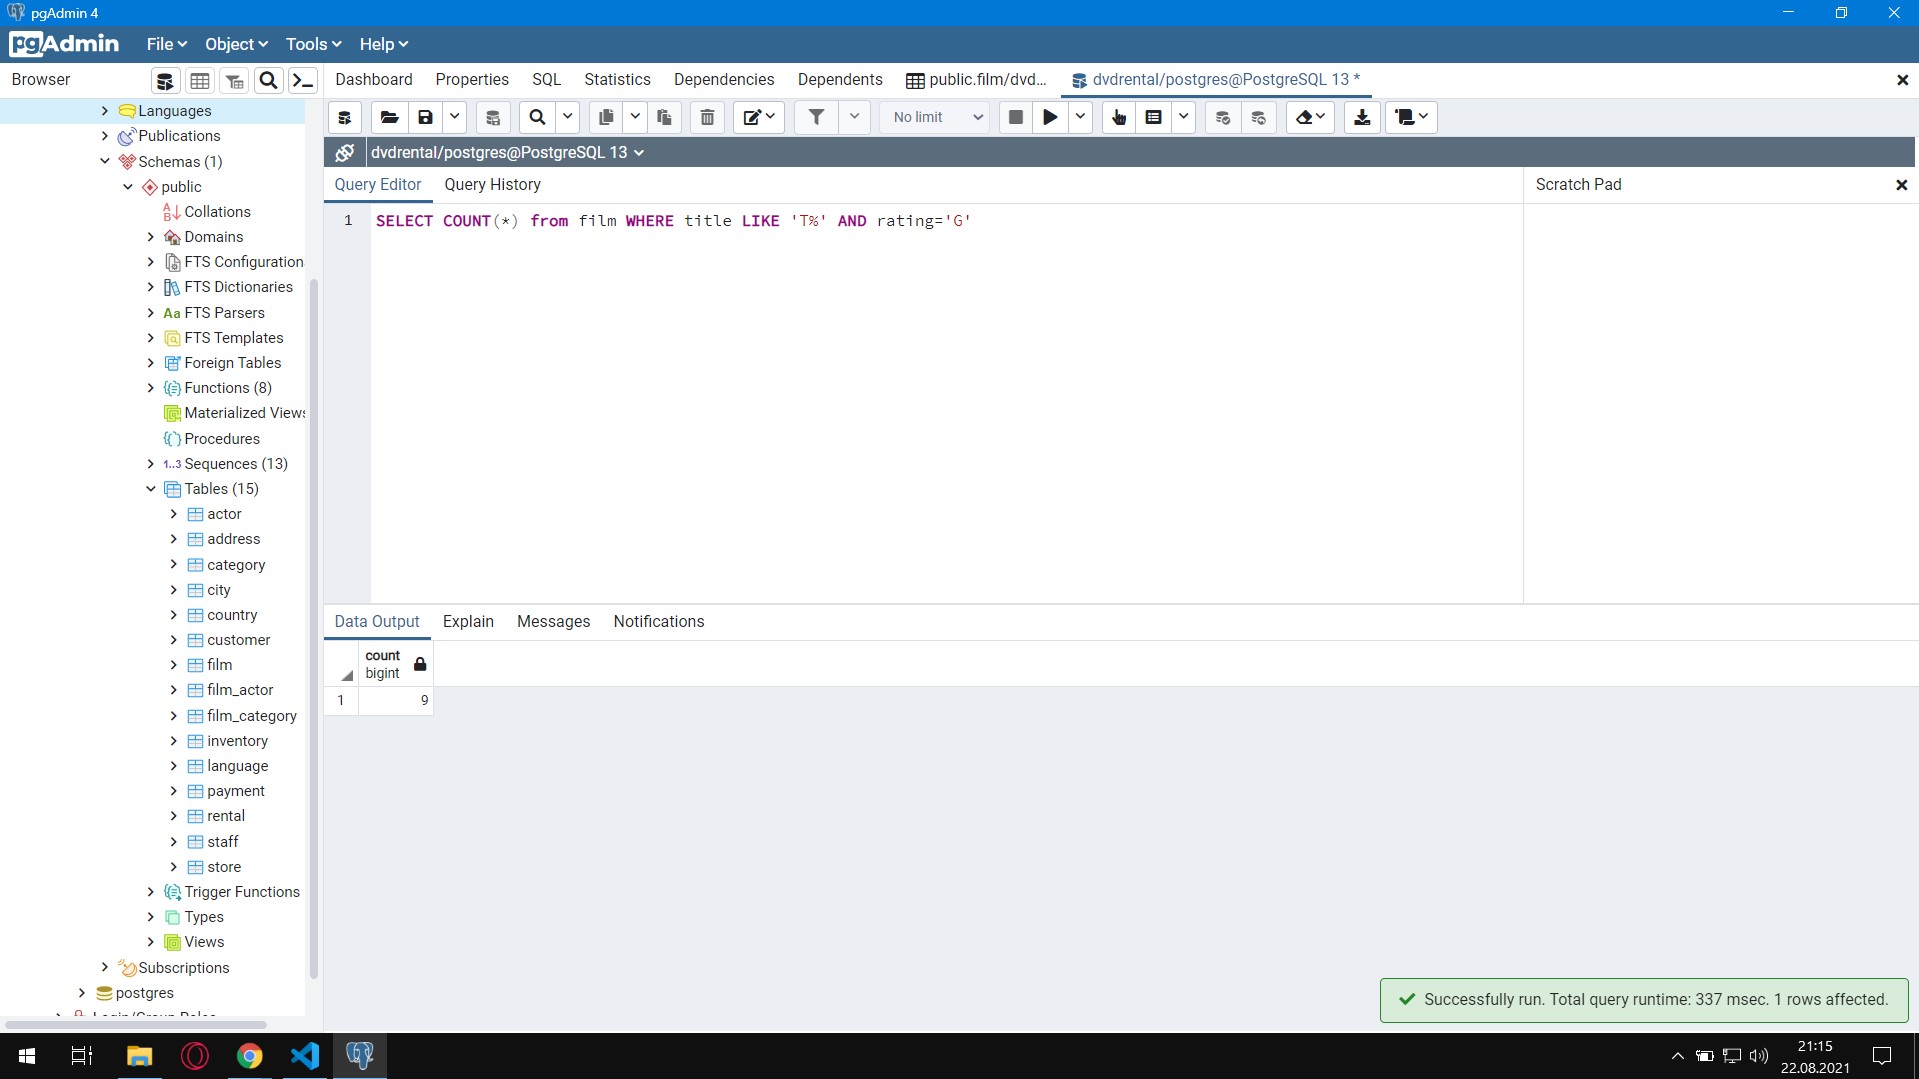 pgAdmin 4
pgAdmin File Object Tools Help
Browser
Dashboard Properties SQL Statistics Dependencies Dependents public.film/dvd... dvdrental/postgres@PostgreSQL 13 *
No limit
dvdrental/postgres@PostgreSQL 13
Query Editor Query History
Scratch Pad
1 SELECT COUNT(*) from film WHERE title LIKE 'T%' AND rating='G'
Languages
Publications
Schemas (1)
public
Collations
Domains
FTS Configuration
FTS Dictionaries
Aa FTS Parsers
FTS Templates
Foreign Tables
Functions (8)
Materialized Views
Procedures
1..3 Sequences (13)
Tables (15)
actor
address
category
city
country
customer
film
film_actor
film_category
inventory
language
payment
rental
staff
store
Trigger Functions
Types
Views
Subscriptions
postgres
Login/Group Roles
Data Output Explain Messages Notifications
count
bigint
1 9
Successfully run. Total query runtime: 337 msec. 1 rows affected.
21:15
22.08.2021